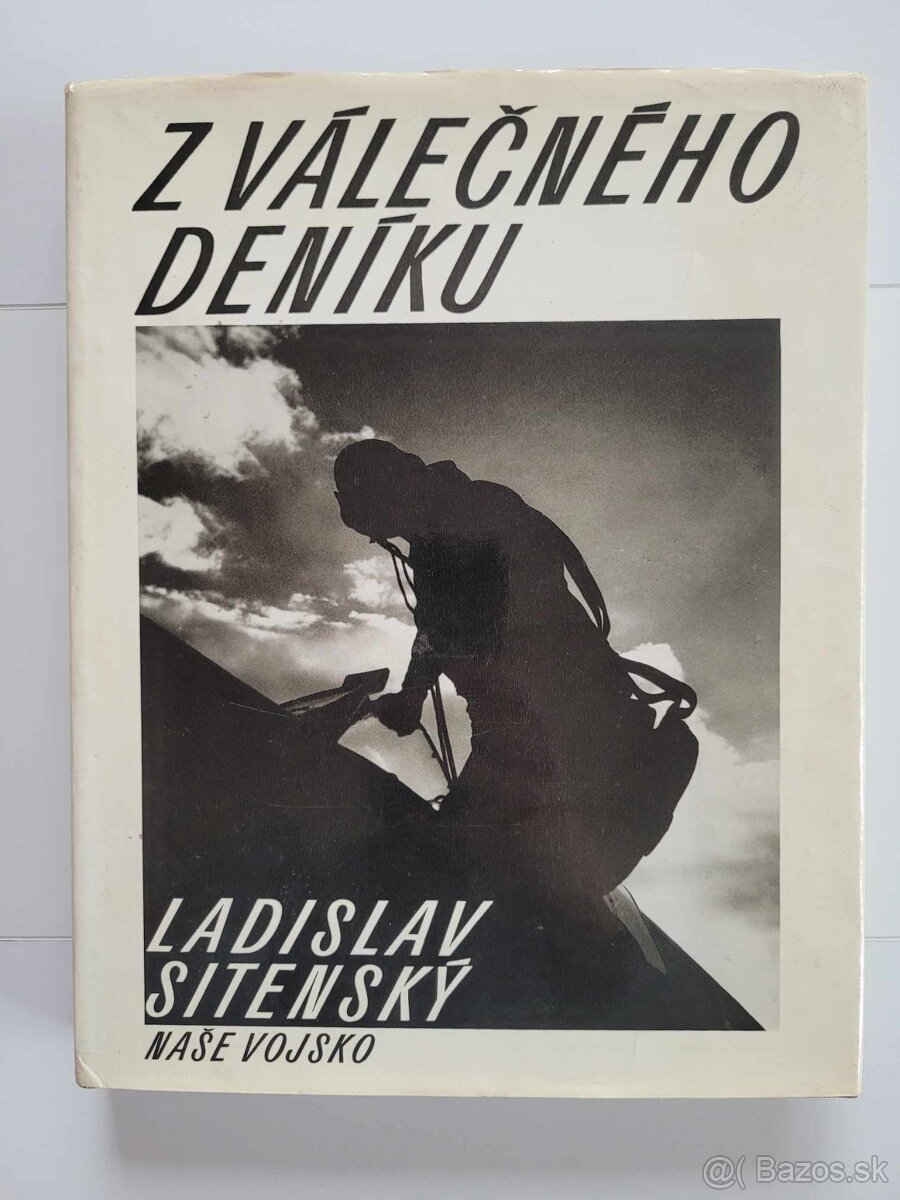 Z VÁLEČNÉHO
DENÍKU
LADISLAV
SITENSKÝ
NAŠE VOJSKO
@( Bazos.sk